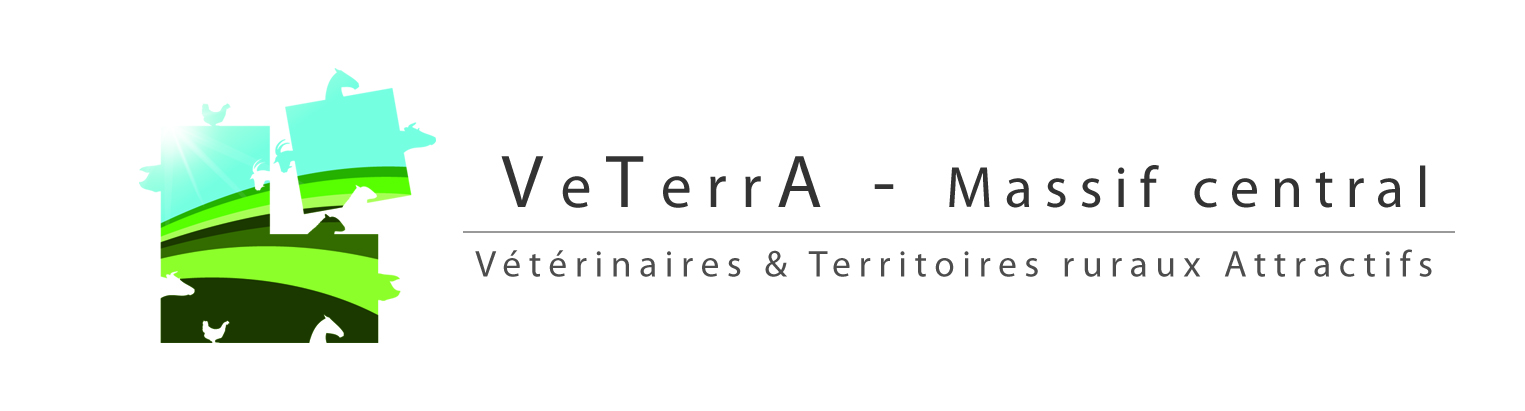 VeTerrA - Massif central
Vétérinaires & Territoires ruraux Attractifs